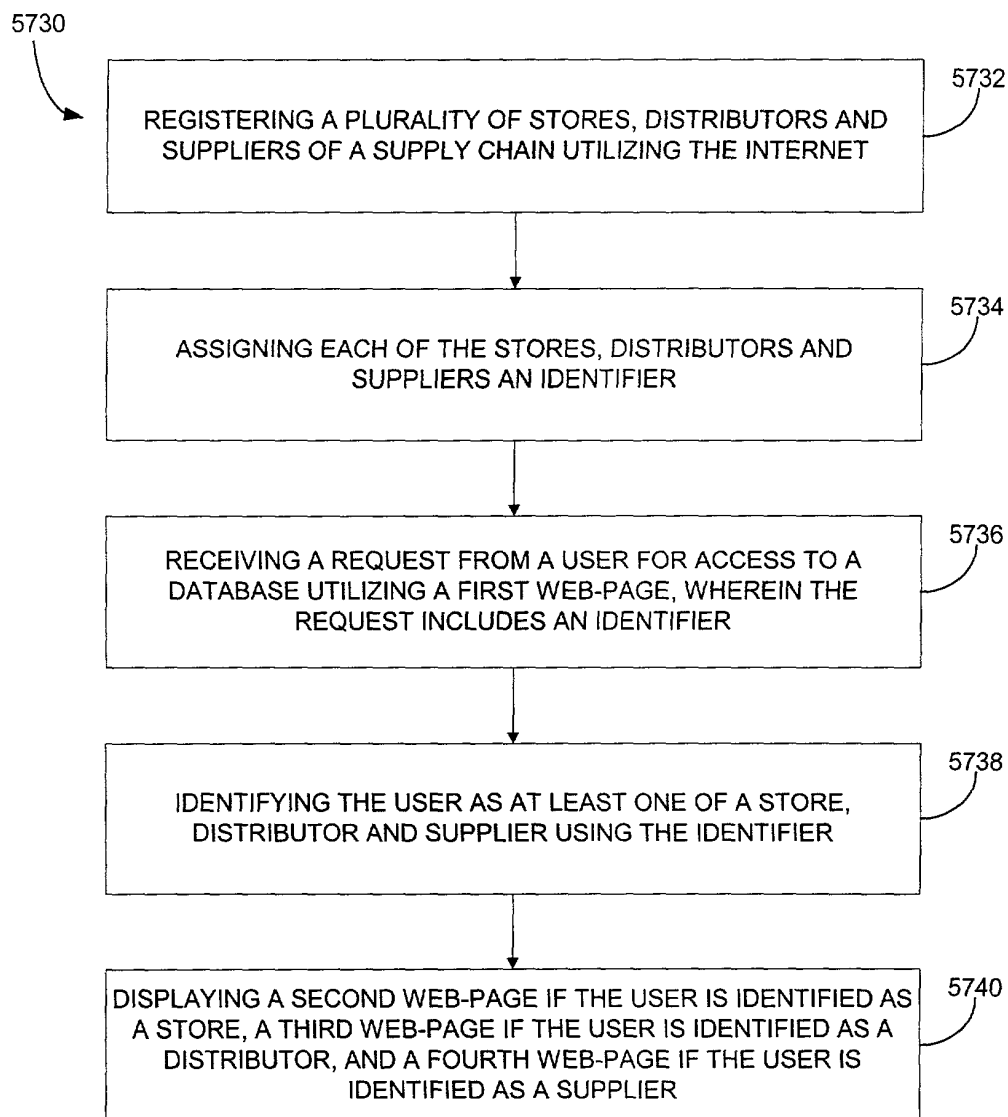 5730
5732
REGISTERING A PLURALITY OF STORES, DISTRIBUTORS AND
SUPPLIERS OF A SUPPLY CHAIN UTILIZING THE INTERNET
5734
ASSIGNING EACH OF THE STORES, DISTRIBUTORS AND
SUPPLIERS AN IDENTIFIER
5736
RECEIVING A REQUEST FROM A USER FOR ACCESS TO A
DATABASE UTILIZING A FIRST WEB-PAGE, WHEREIN THE
REQUEST INCLUDES AN IDENTIFIER
5738
IDENTIFYING THE USER AS AT LEAST ONE OF A STORE,
DISTRIBUTOR AND SUPPLIER USING THE IDENTIFIER
5740
DISPLAYING A SECOND WEB-PAGE IF THE USER IS IDENTIFIED AS
A STORE, A THIRD WEB-PAGE IF THE USER IS IDENTIFIED AS A
DISTRIBUTOR, AND A FOURTH WEB-PAGE IF THE USER IS
IDENTIFIED AS A SUPPLIER